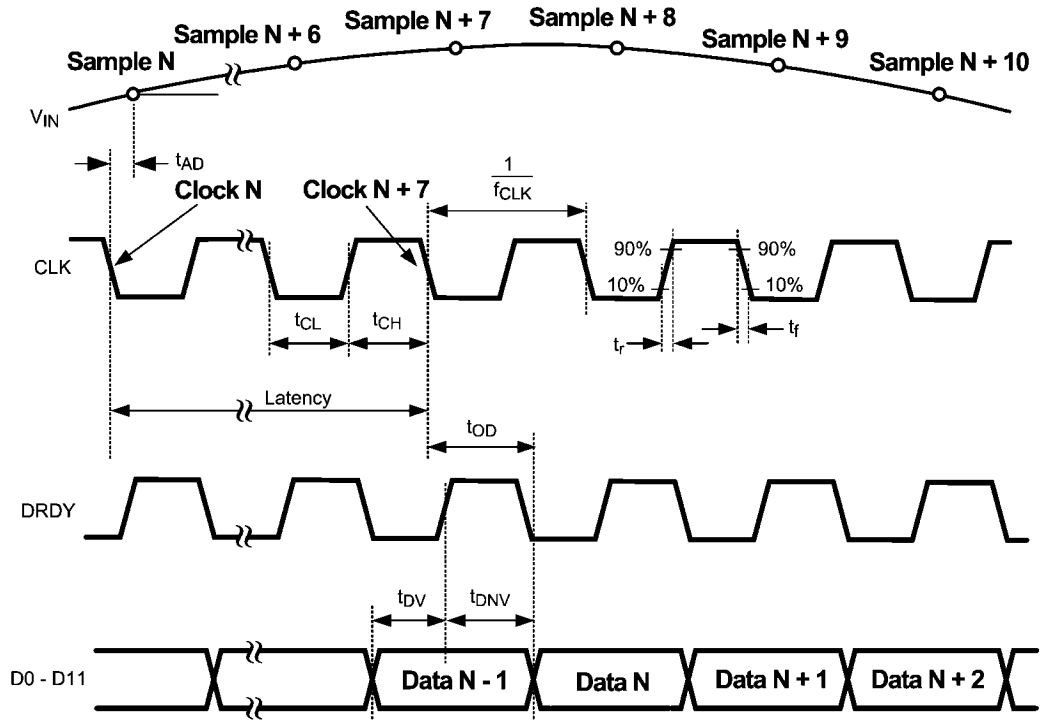 Sample N
Sample N + 6
Sample N + 7
Sample N + 8
Sample N + 9
Sample N + 10
VIN
tAD
Clock N
Clock N + 7
1
fCLK
CLK
90%
90%
10%
10%
tCL
tCH
tr
tf
Latency
tOD
DRDY
tDV
tDNV
D0 - D11
Data N - 1
Data N
Data N + 1
Data N + 2